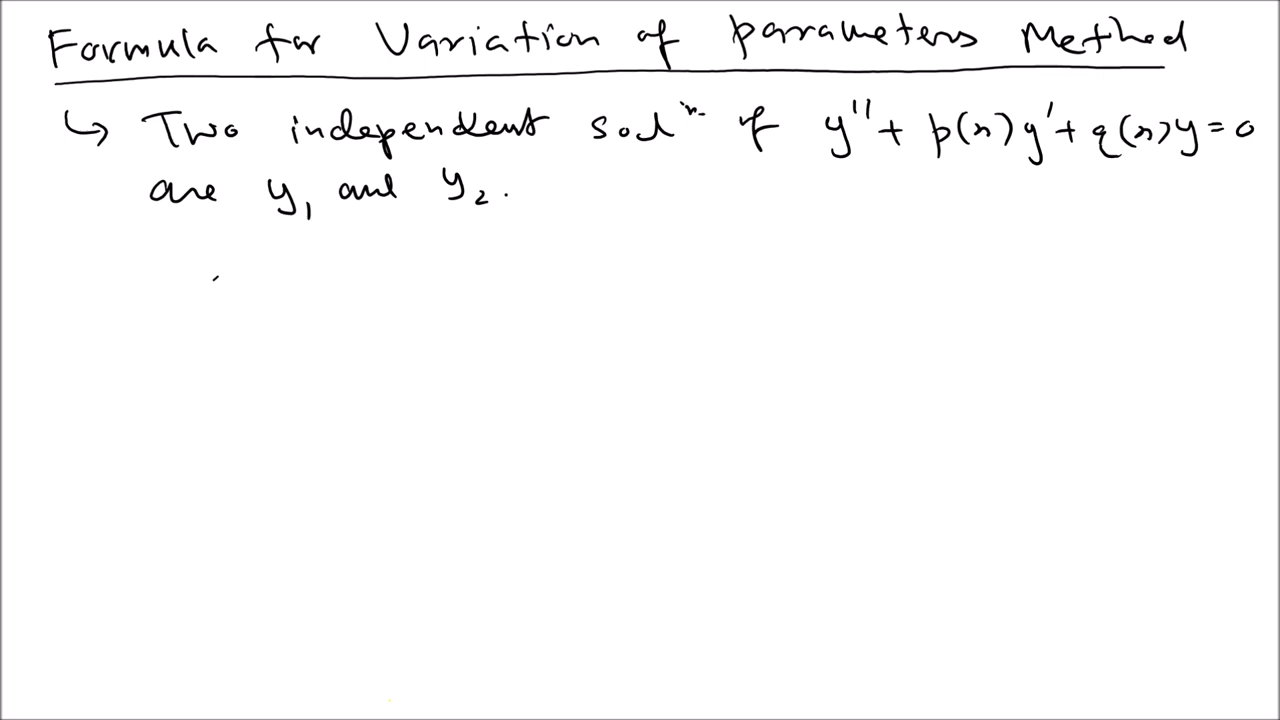 Formula for Variation of parameters Method
↳ Two independent solⁿ of y'' + p(x)y' + q(x)y = 0
are y₁ and y₂.